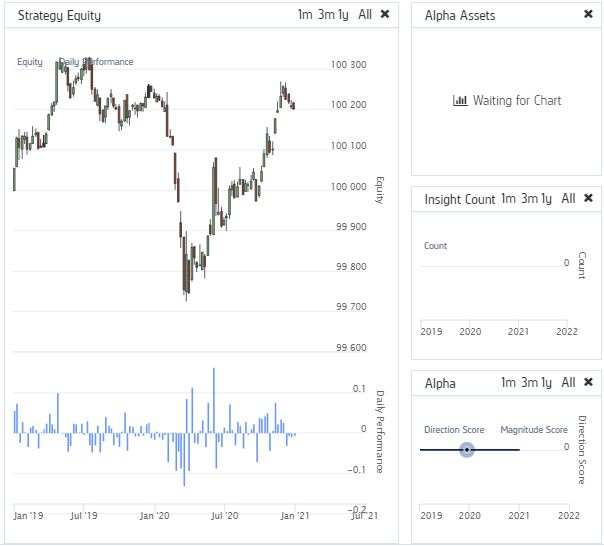 Strategy Equity 1m 3m 1y All ✖
Equity Daily Performance
100 300
100 200
100 100
100 000
99 900
99 800
99 700
99 600
Equity
0.1
0
−0.1
−0.2
Daily Performance
Jan '19 Jul '19 Jan '20 Jul '20 Jan '21 Jul '21
Alpha Assets ✖
Waiting for Chart
Insight Count 1m 3m 1y All ✖
Count
0
Count
2019 2020 2021 2022
Alpha 1m 3m 1y All ✖
Direction Score Magnitude Score
0
Direction Score
2019 2020 2021 2022